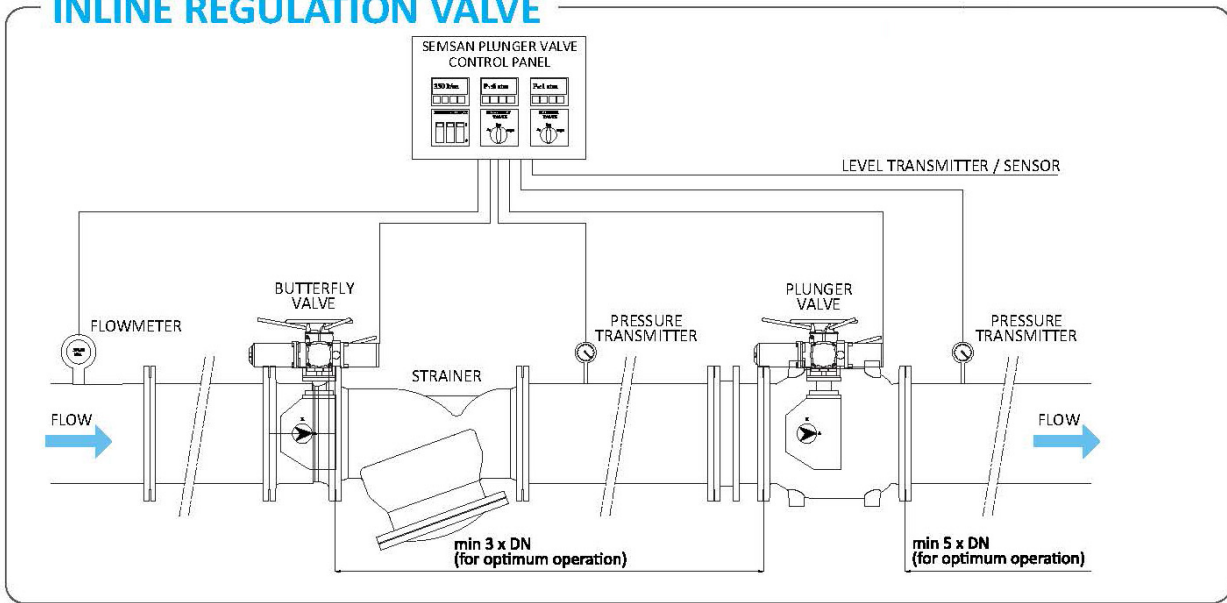 INLINE REGULATION VALVE
SEMSAN PLUNGER VALVE
CONTROL PANEL
LEVEL TRANSMITTER / SENSOR
BUTTERFLY
VALVE
PLUNGER
VALVE
FLOWMETER
PRESSURE
TRANSMITTER
PRESSURE
TRANSMITTER
STRAINER
FLOW
FLOW
min 3 x DN
(for optimum operation)
min 5 x DN
(for optimum operation)